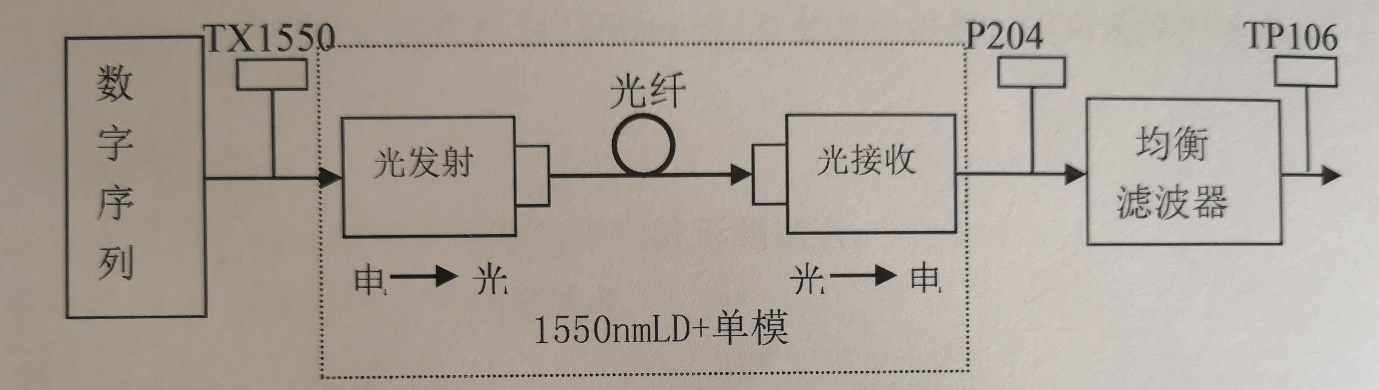 TX1550
P204
TP106
数
字
序
列
光发射
光纤
光接收
均衡
滤波器
电
光
光
电
1550nmLD+单模